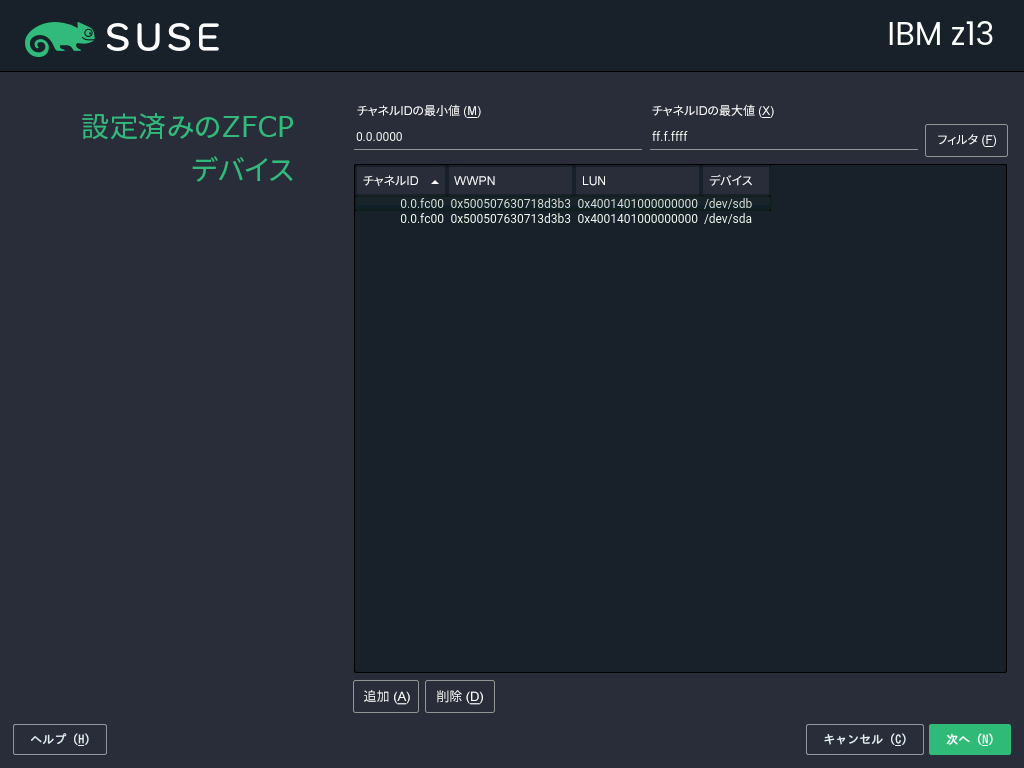 SUSE
IBM z13
設定済みのZFCP
デバイス
チャネルIDの最小値 (M)
チャネルIDの最大値 (X)
0.0.0000
ff.f.ffff
フィルタ (F)
チャネルID WWPN LUN デバイス
0.0.fc00 0x500507630718d3b3 0x4001401000000000 /dev/sdb
0.0.fc00 0x500507630713d3b3 0x4001401000000000 /dev/sda
追加 (A)
削除 (D)
ヘルプ (H)
キャンセル (C)
次へ (N)